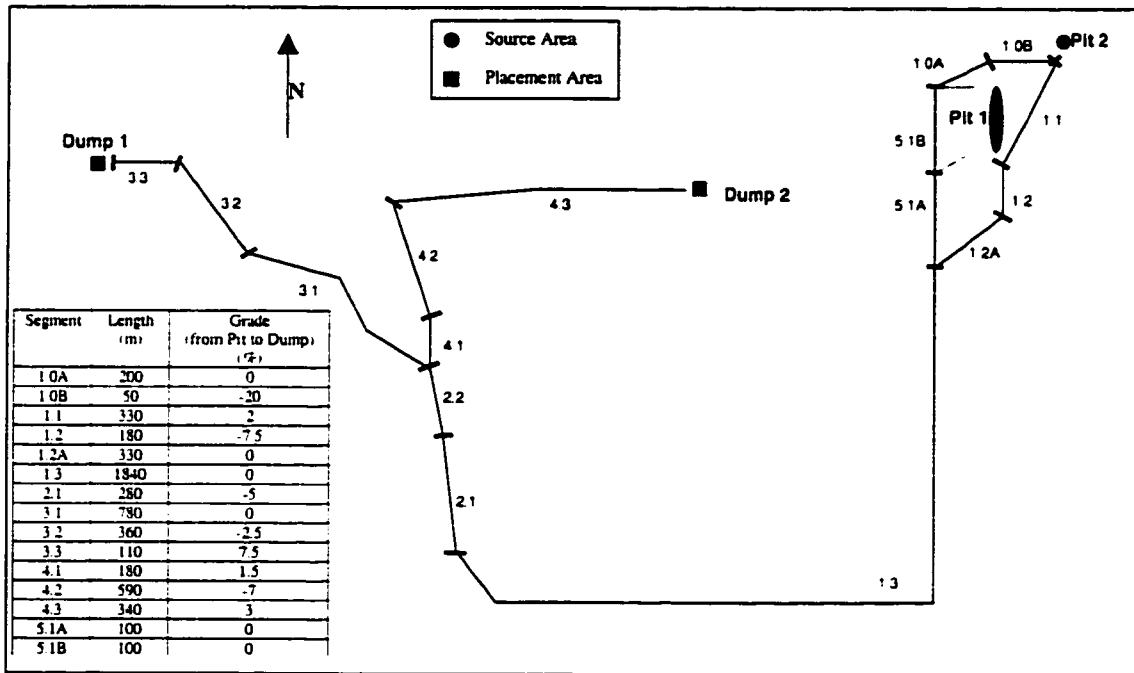 Source Area
Placement Area
N
Dump 1
3.3
3.2
3.1
4.3
Dump 2
4.2
4.1
2.2
2.1
1.3
1.0A
1.0B
Pit 2
Pit 1
5.1B
5.1A
1.1
1.2
1.2A
Segment Length Grade
(m) (from Pit to Dump)
(%)
1.0A 200 0
1.0B 50 -20
1.1 330 2
1.2 180 -7.5
1.2A 330 0
1.3 1840 0
2.1 280 -5
3.1 780 0
3.2 360 -2.5
3.3 110 7.5
4.1 180 1.5
4.2 590 -7
4.3 340 3
5.1A 100 0
5.1B 100 0